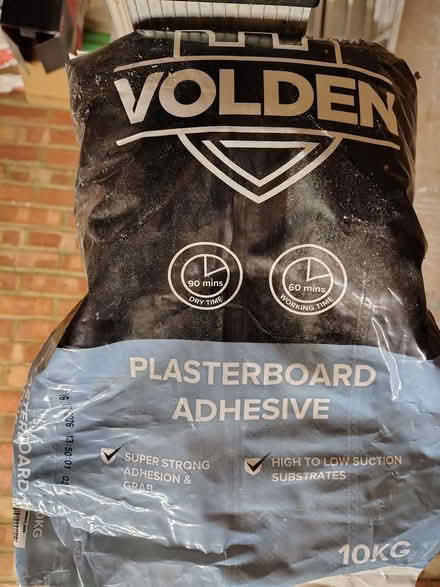 VOLDEN
90 mins
DRY TIME
60 mins
WORKING TIME
PLASTERBOARD
ADHESIVE
SUPER STRONG
ADHESION &
GRAB
HIGH TO LOW SUCTION
SUBSTRATES
10KG